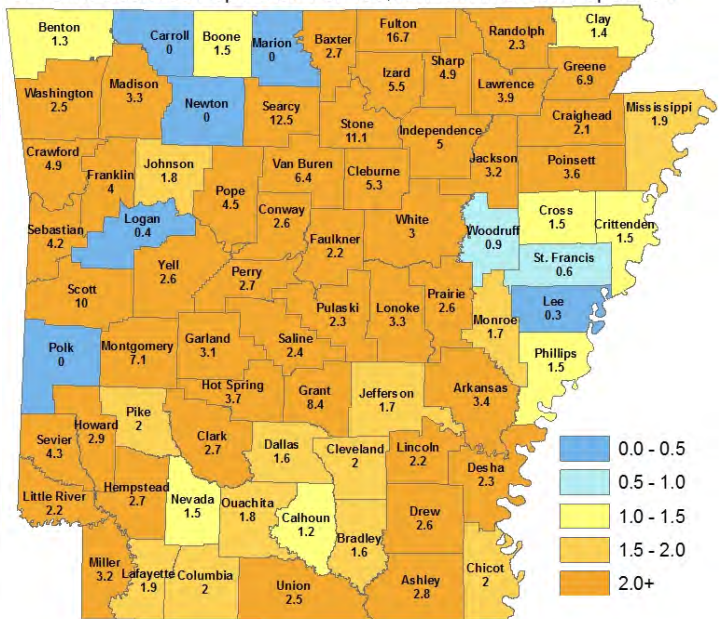 Benton
1.3
Carroll
0
Boone
1.5
Marion
0
Baxter
2.7
Fulton
16.7
Randolph
2.3
Clay
1.4
Washington
2.5
Madison
3.3
Newton
0
Searcy
12.5
Izard
5.5
Sharp
4.9
Lawrence
3.9
Greene
6.9
Stone
11.1
Independence
5
Craighead
2.1
Mississippi
1.9
Crawford
4.9
Franklin
4
Johnson
1.8
Pope
4.5
Van Buren
6.4
Cleburne
5.3
Jackson
3.2
Poinsett
3.6
Sebastian
4.2
Logan
0.4
Conway
2.6
Faulkner
2.2
White
3
Woodruff
0.9
Cross
1.5
Crittenden
1.5
St. Francis
0.6
Scott
10
Yell
2.6
Perry
2.7
Pulaski
2.3
Lonoke
3.3
Prairie
2.6
Monroe
1.7
Lee
0.3
Phillips
1.5
Polk
0
Montgomery
7.1
Garland
3.1
Saline
2.4
Hot Spring
3.7
Grant
8.4
Jefferson
1.7
Arkansas
3.4
Sevier
4.3
Howard
2.9
Pike
2
Clark
2.7
Dallas
1.6
Cleveland
2
Lincoln
2.2
Desha
2.3
Little River
2.2
Hempstead
2.7
Nevada
1.5
Ouachita
1.8
Calhoun
1.2
Bradley
1.6
Drew
2.6
Miller
3.2
Lafayette
1.9
Columbia
2
Union
2.5
Ashley
2.8
Chicot
2
0.0 - 0.5
0.5 - 1.0
1.0 - 1.5
1.5 - 2.0
2.0+